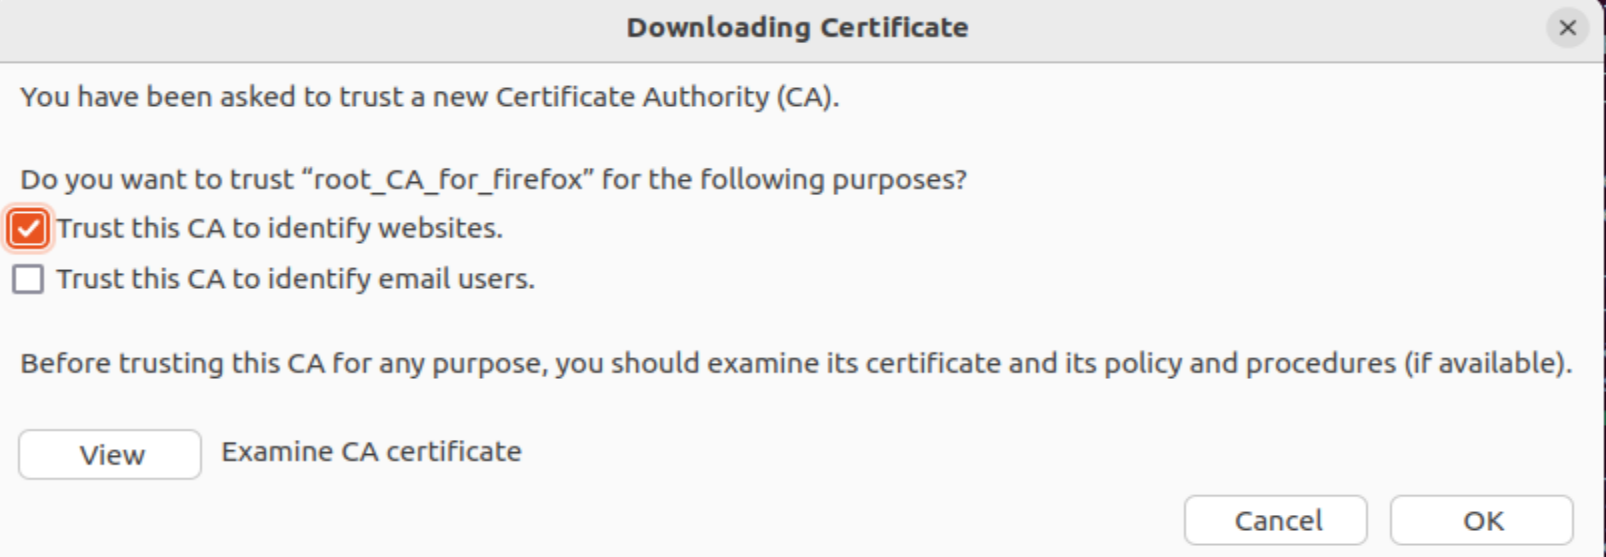 Downloading Certificate
You have been asked to trust a new Certificate Authority (CA).
Do you want to trust “root_CA_for_firefox” for the following purposes?
Trust this CA to identify websites.
Trust this CA to identify email users.
Before trusting this CA for any purpose, you should examine its certificate and its policy and procedures (if available).
View Examine CA certificate
Cancel OK